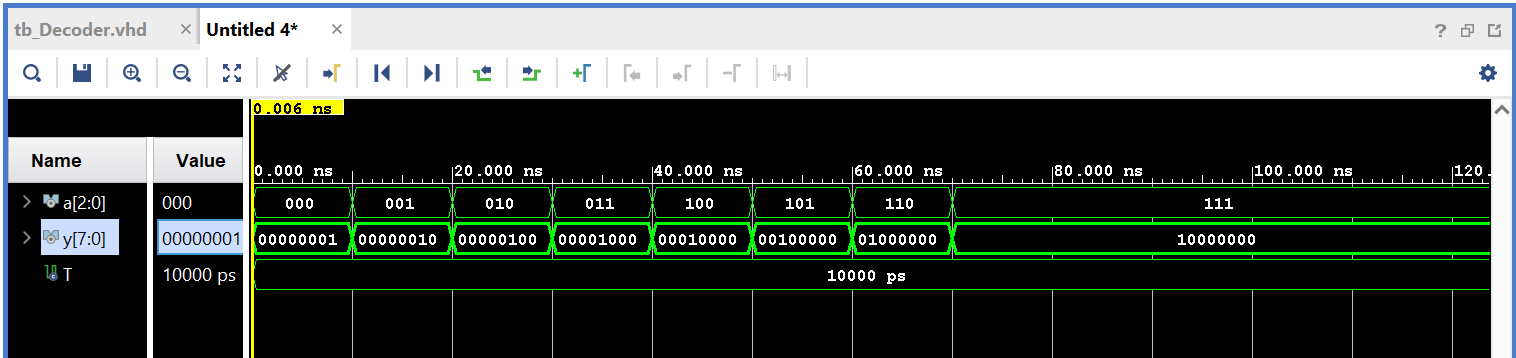 tb_Decoder.vhd × Untitled 4* ×
?
0.006 ns
Name Value
0.000 ns 20.000 ns 40.000 ns 60.000 ns 80.000 ns 100.000 ns 120.
a[2:0] 000 000 001 010 011 100 101 110 111
y[7:0] 00000001 00000001 00000010 00000100 00001000 00010000 00100000 01000000 10000000
T 10000 ps 10000 ps